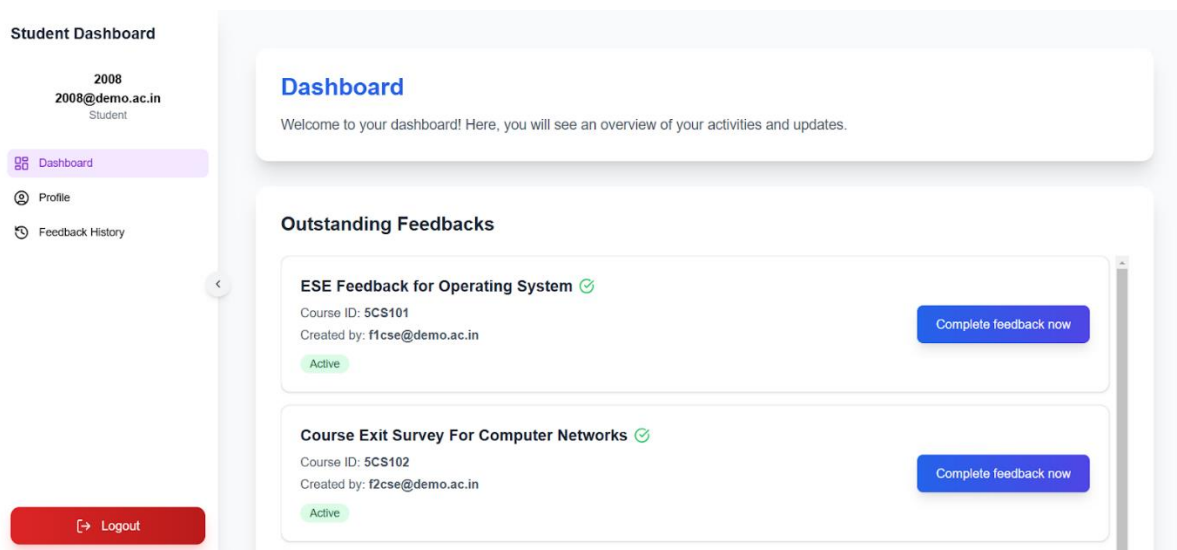 Student Dashboard
2008
2008@demo.ac.in
Student
Dashboard
Profile
Feedback History
Logout
Dashboard
Welcome to your dashboard! Here, you will see an overview of your activities and updates.
Outstanding Feedbacks
ESE Feedback for Operating System
Course ID: 5CS101
Created by: f1cse@demo.ac.in
Active
Complete feedback now
Course Exit Survey For Computer Networks
Course ID: 5CS102
Created by: f2cse@demo.ac.in
Active
Complete feedback now